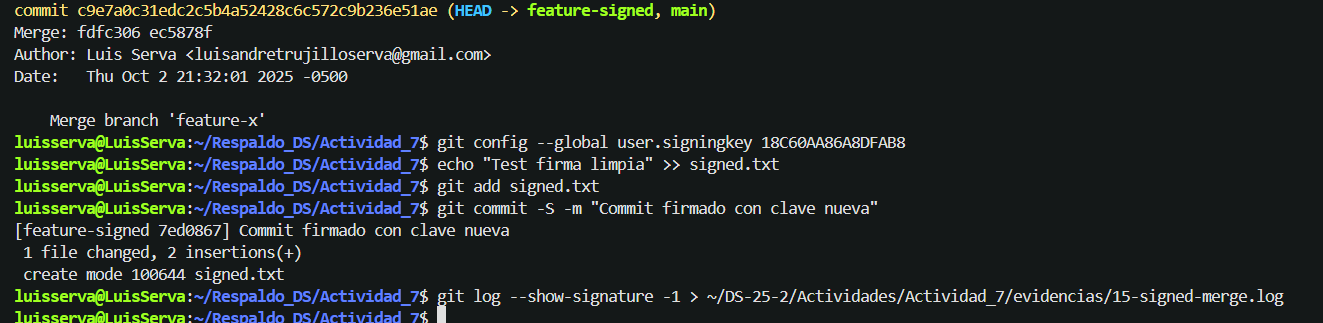 commit c9e7a0c31edc2c5b4a52428c6c572c9b236e51ae (HEAD -> feature-signed, main)
Merge: fdfc306 ec5878f
Author: Luis Serva <luisandretrujilloserva@gmail.com>
Date:   Thu Oct 2 21:32:01 2025 -0500

    Merge branch 'feature-x'
luisserva@LuisServa:~/Respaldo_DS/Actividad_7$ git config --global user.signingkey 18C60AA86A8DFAB8
luisserva@LuisServa:~/Respaldo_DS/Actividad_7$ echo "Test firma limpia" >> signed.txt
luisserva@LuisServa:~/Respaldo_DS/Actividad_7$ git add signed.txt
luisserva@LuisServa:~/Respaldo_DS/Actividad_7$ git commit -S -m "Commit firmado con clave nueva"
[feature-signed 7ed0867] Commit firmado con clave nueva
 1 file changed, 2 insertions(+)
 create mode 100644 signed.txt
luisserva@LuisServa:~/Respaldo_DS/Actividad_7$ git log --show-signature -1 > ~/DS-25-2/Actividades/Actividad_7/evidencias/15-signed-merge.log
luisserva@LuisServa:~/Respaldo_DS/Actividad_7$